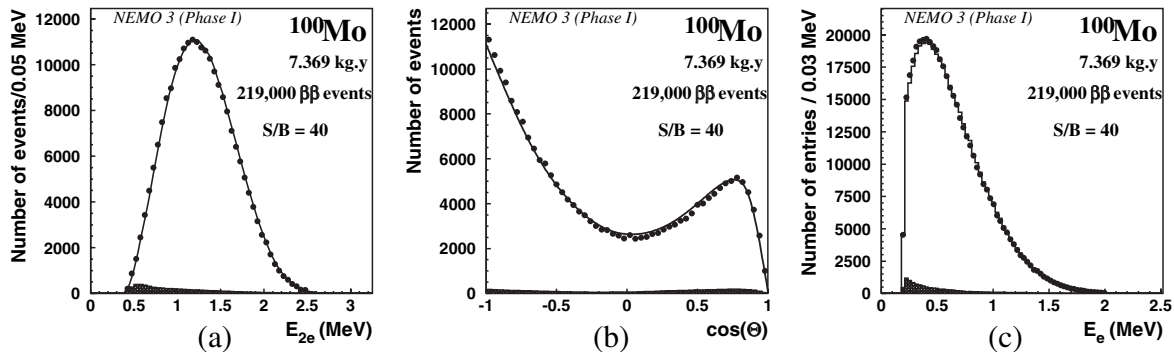 NEMO 3 (Phase I)
¹⁰⁰Mo
7.369 kg.y
219,000 ββ events
S/B = 40
Number of events/0.05 MeV
12000
10000
8000
6000
4000
2000
0
0 0.5 1 1.5 2 2.5 3
E₂ₑ (MeV)
(a)
NEMO 3 (Phase I)
¹⁰⁰Mo
7.369 kg.y
219,000 ββ events
S/B = 40
Number of events
12000
10000
8000
6000
4000
2000
0
-1 -0.5 0 0.5 1
cos(Θ)
(b)
NEMO 3 (Phase I)
¹⁰⁰Mo
7.369 kg.y
219,000 ββ events
S/B = 40
Number of entries / 0.03 MeV
20000
17500
15000
12500
10000
7500
5000
2500
0
0 0.5 1 1.5 2 2.5
Eₑ (MeV)
(c)